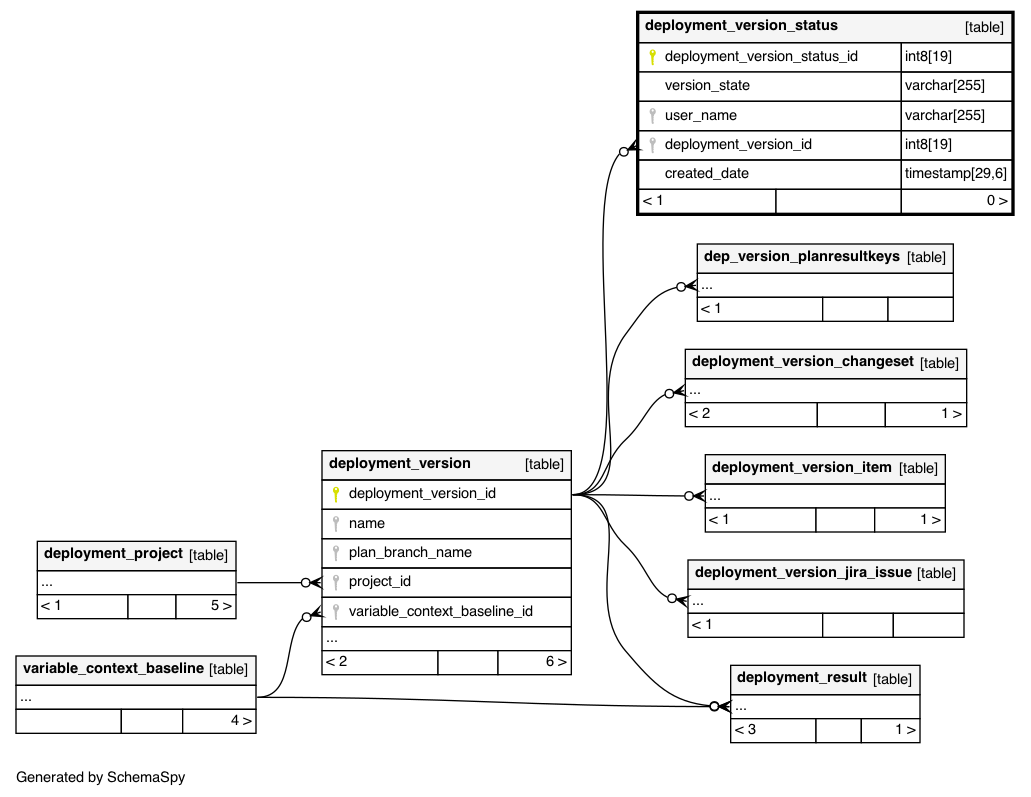 deployment_version_status [table]
deployment_version_status_id int8[19]
version_state varchar[255]
user_name varchar[255]
deployment_version_id int8[19]
created_date timestamp[29,6]
< 1 0 >
dep_version_planresultkeys [table]
...
< 1
deployment_version_changeset [table]
...
< 2 1 >
deployment_version [table]
deployment_version_id
name
plan_branch_name
project_id
variable_context_baseline_id
...
< 2 6 >
deployment_version_item [table]
...
< 1 1 >
deployment_project [table]
...
< 1 5 >
deployment_version_jira_issue [table]
...
< 1
variable_context_baseline [table]
...
4 >
deployment_result [table]
...
< 3 1 >
Generated by SchemaSpy